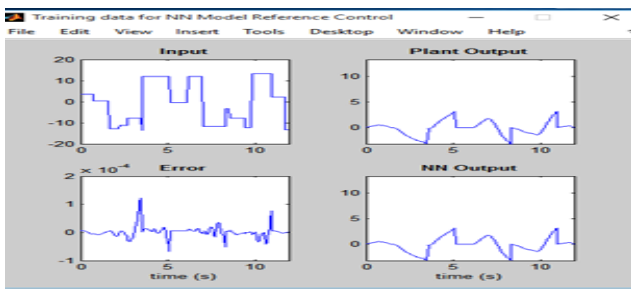 Training data for NN Model Reference Control
File Edit View Insert Tools Desktop Window Help
Input
20
10
0
-10
-20
0 5 10
Plant Output
10
5
0
0 5 10
Error
× 10⁻⁴
2
1
0
-1
0 5 10
time (s)
NN Output
10
5
0
0 5 10
time (s)